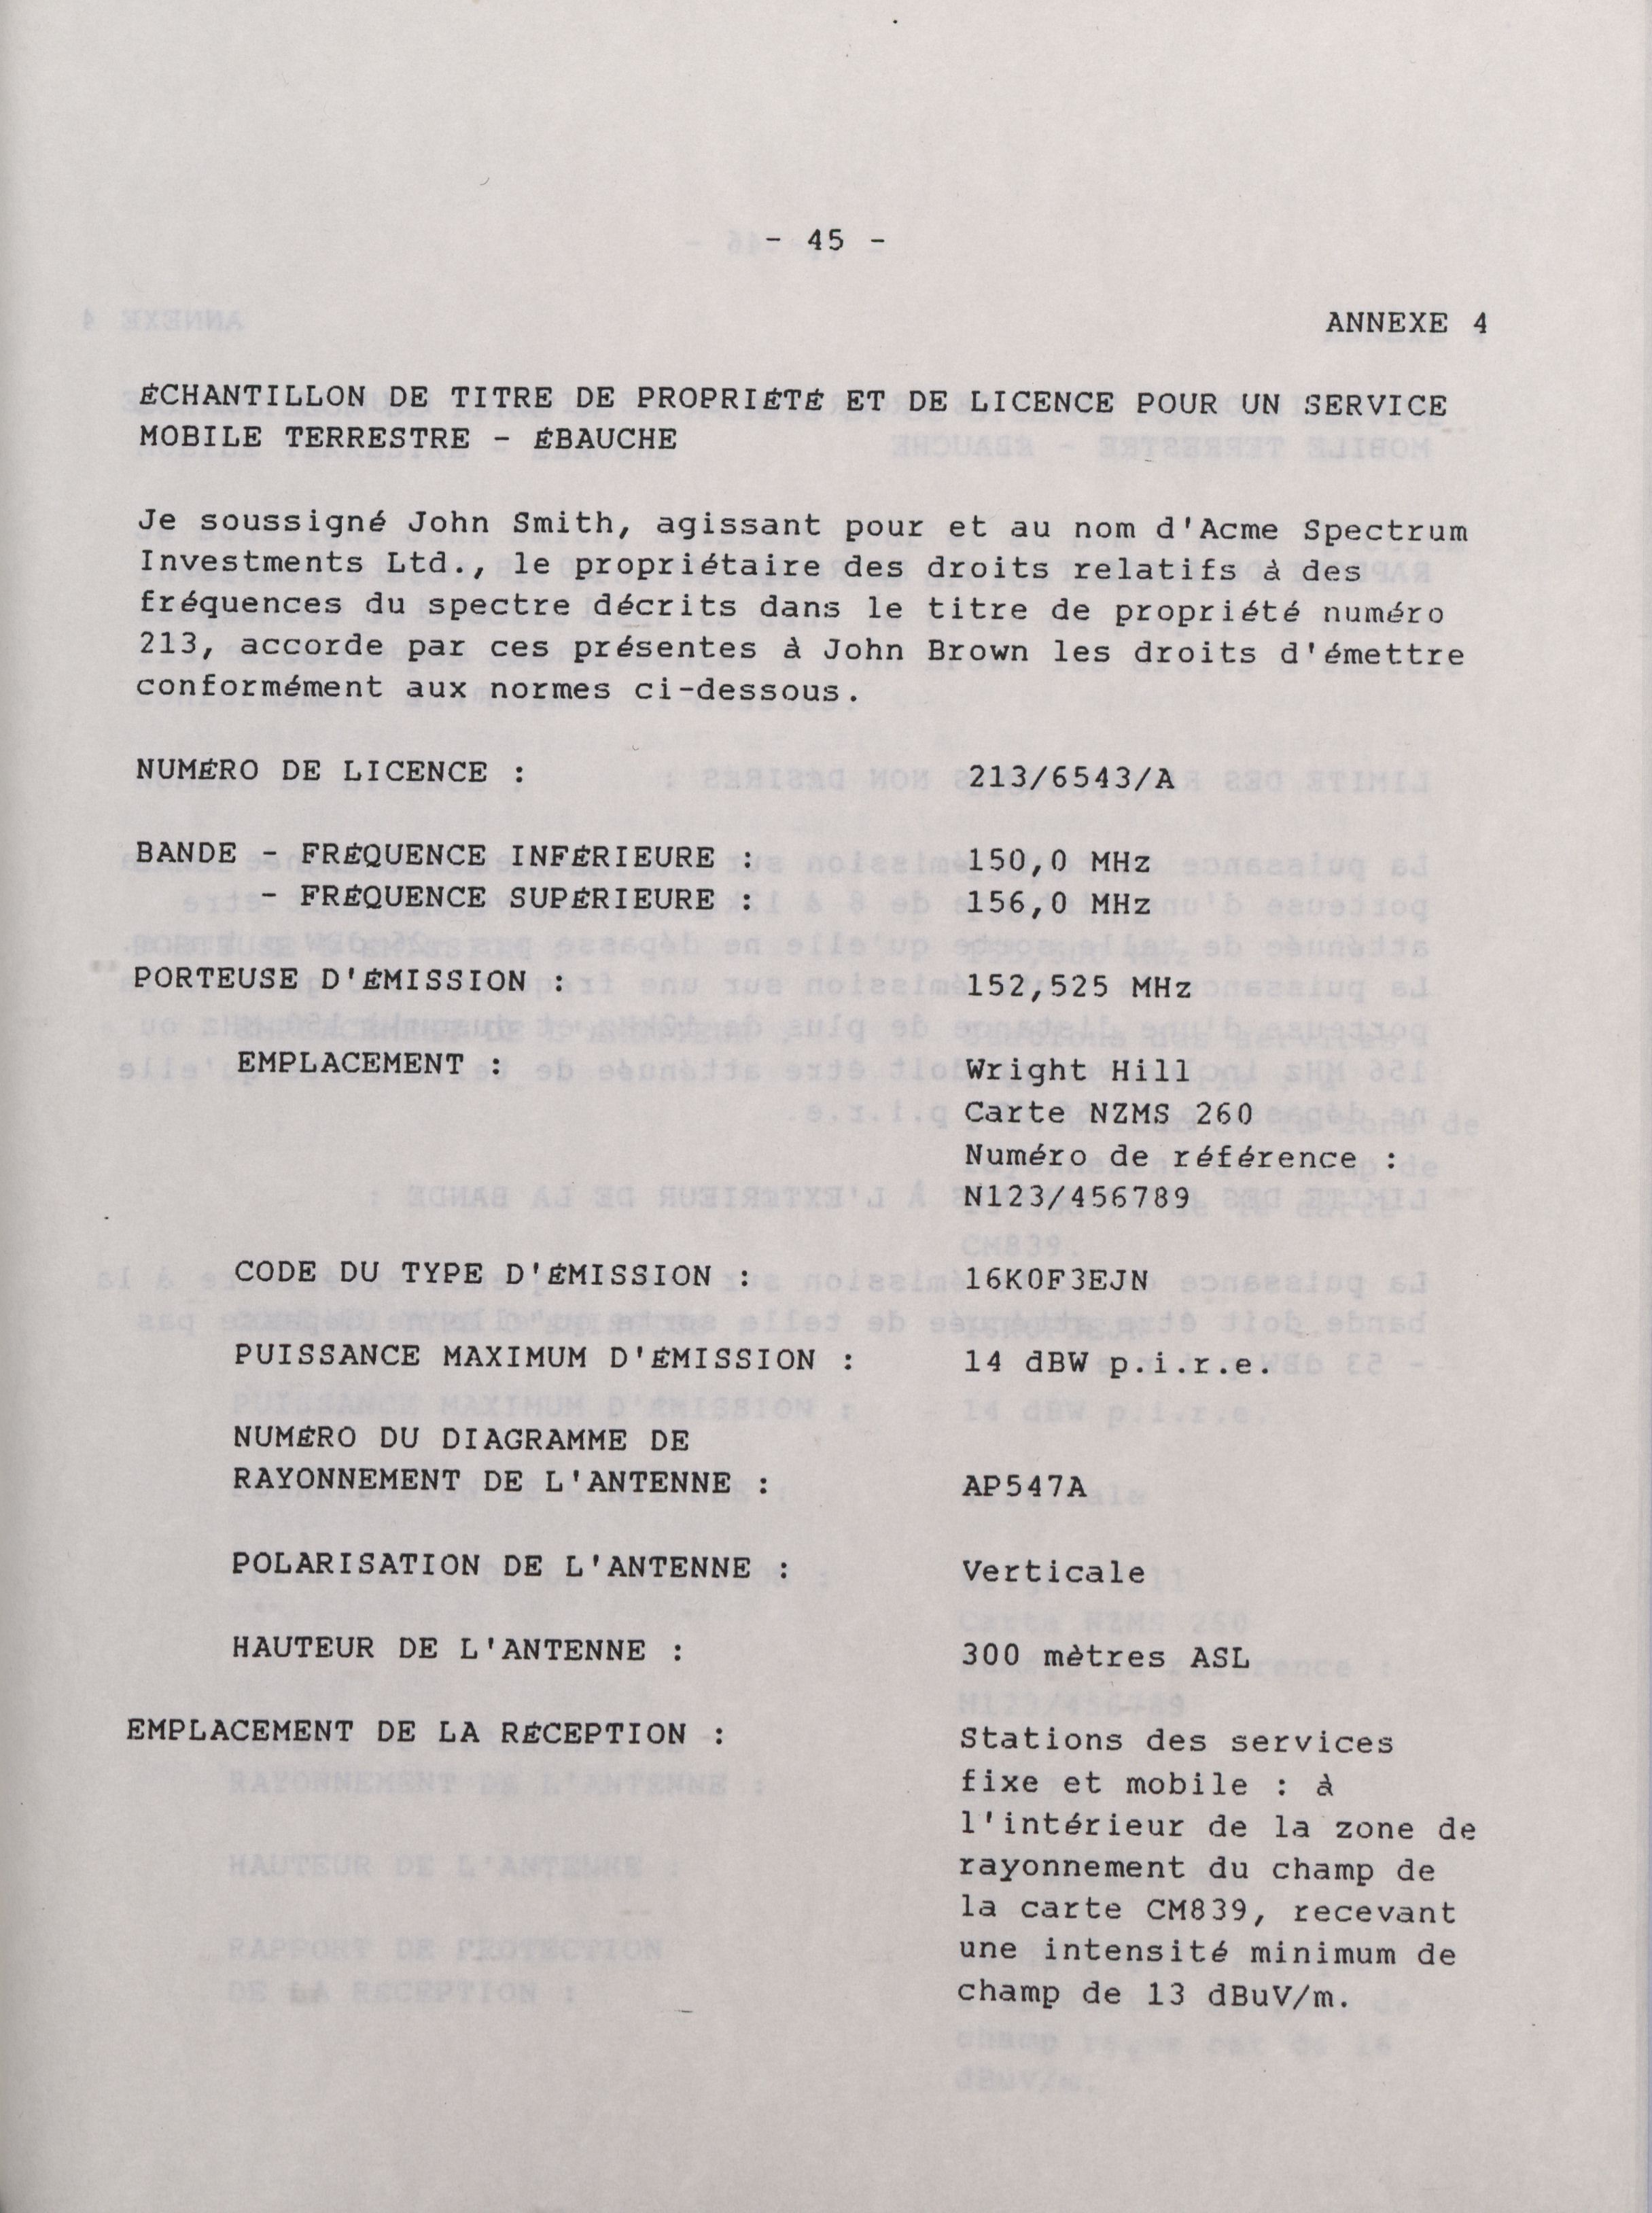 - 45 -
ANNEXE 4
ÉCHANTILLON DE TITRE DE PROPRIÉTÉ ET DE LICENCE POUR UN SERVICE
MOBILE TERRESTRE - ÉBAUCHE
Je soussigné John Smith, agissant pour et au nom d'Acme Spectrum
Investments Ltd., le propriétaire des droits relatifs à des
fréquences du spectre décrits dans le titre de propriété numéro
213, accorde par ces présentes à John Brown les droits d'émettre
conformément aux normes ci-dessous.
NUMÉRO DE LICENCE : 213/6543/A
BANDE - FRÉQUENCE INFÉRIEURE : 150,0 MHz
- FRÉQUENCE SUPÉRIEURE : 156,0 MHz
PORTEUSE D'ÉMISSION : 152,525 MHz
EMPLACEMENT : Wright Hill
Carte NZMS 260
Numéro de référence :
N123/456789
CODE DU TYPE D'ÉMISSION : 16K0F3EJN
PUISSANCE MAXIMUM D'ÉMISSION : 14 dBW p.i.r.e.
NUMÉRO DU DIAGRAMME DE
RAYONNEMENT DE L'ANTENNE : AP547A
POLARISATION DE L'ANTENNE : Verticale
HAUTEUR DE L'ANTENNE : 300 mètres ASL
EMPLACEMENT DE LA RÉCEPTION : Stations des services
fixe et mobile : à
l'intérieur de la zone de
rayonnement du champ de
la carte CM839, recevant
une intensité minimum de
champ de 13 dBuV/m.